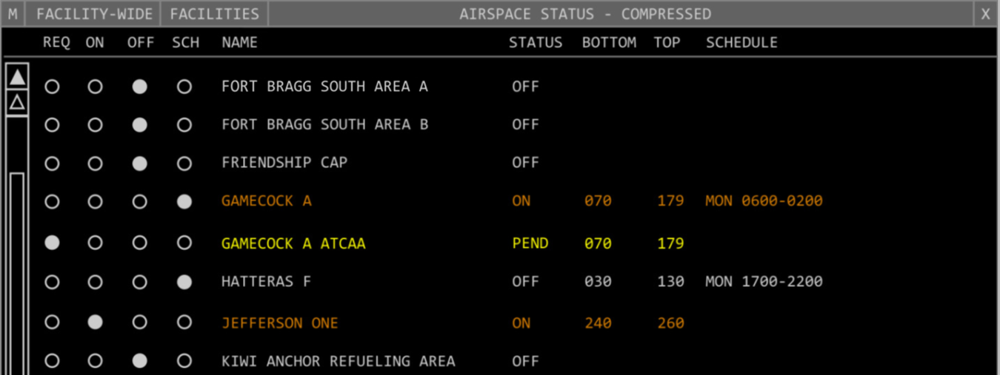 M FACILITY-WIDE FACILITIES AIRSPACE STATUS - COMPRESSED X
REQ ON OFF SCH NAME STATUS BOTTOM TOP SCHEDULE
FORT BRAGG SOUTH AREA A OFF
FORT BRAGG SOUTH AREA B OFF
FRIENDSHIP CAP OFF
GAMECOCK A ON 070 179 MON 0600-0200
GAMECOCK A ATCAA PEND 070 179
HATTERAS F OFF 030 130 MON 1700-2200
JEFFERSON ONE ON 240 260
KIWI ANCHOR REFUELING AREA OFF